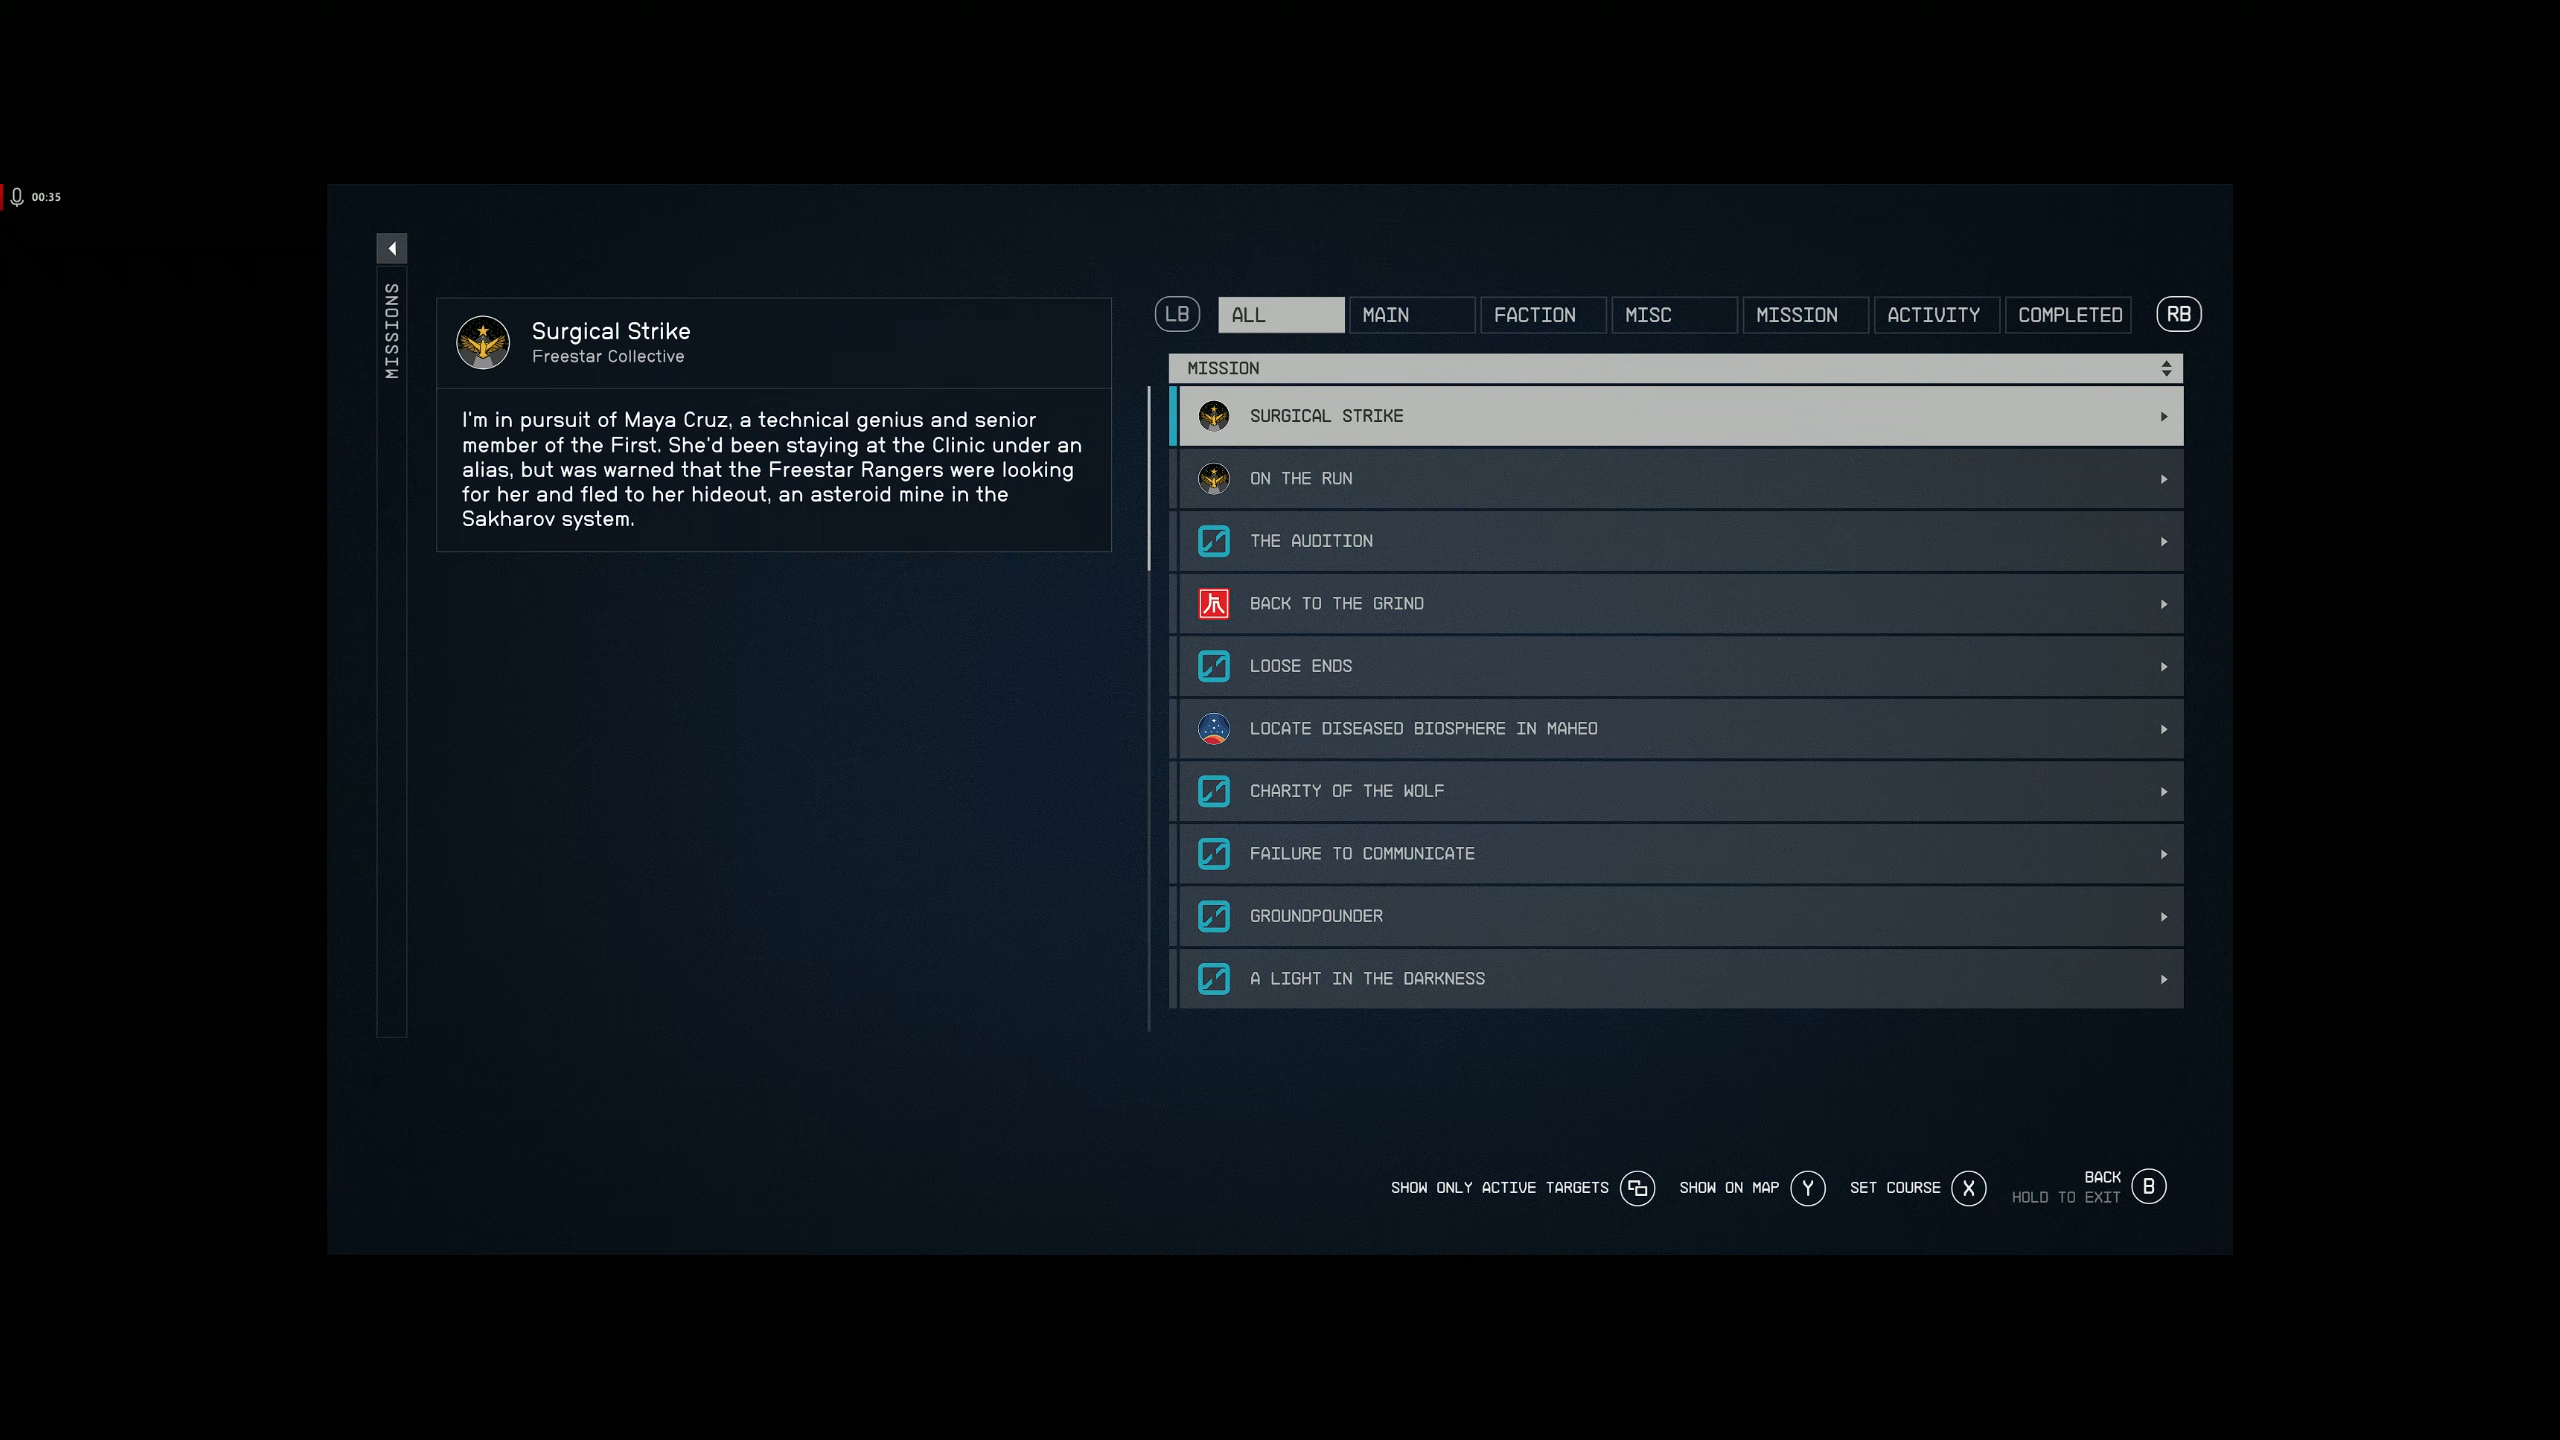 00:35
MISSIONS
Surgical Strike
Freestar Collective
I'm in pursuit of Maya Cruz, a technical genius and senior
member of the First. She'd been staying at the Clinic under an
alias, but was warned that the Freestar Rangers were looking
for her and fled to her hideout, an asteroid mine in the
Sakharov system.
LB ALL MAIN FACTION MISC MISSION ACTIVITY COMPLETED RB
MISSION
SURGICAL STRIKE
ON THE RUN
THE AUDITION
BACK TO THE GRIND
LOOSE ENDS
LOCATE DISEASED BIOSPHERE IN MAHEO
CHARITY OF THE WOLF
FAILURE TO COMMUNICATE
GROUNDPOUNDER
A LIGHT IN THE DARKNESS
SHOW ONLY ACTIVE TARGETS SHOW ON MAP Y SET COURSE X BACK B
HOLD TO EXIT